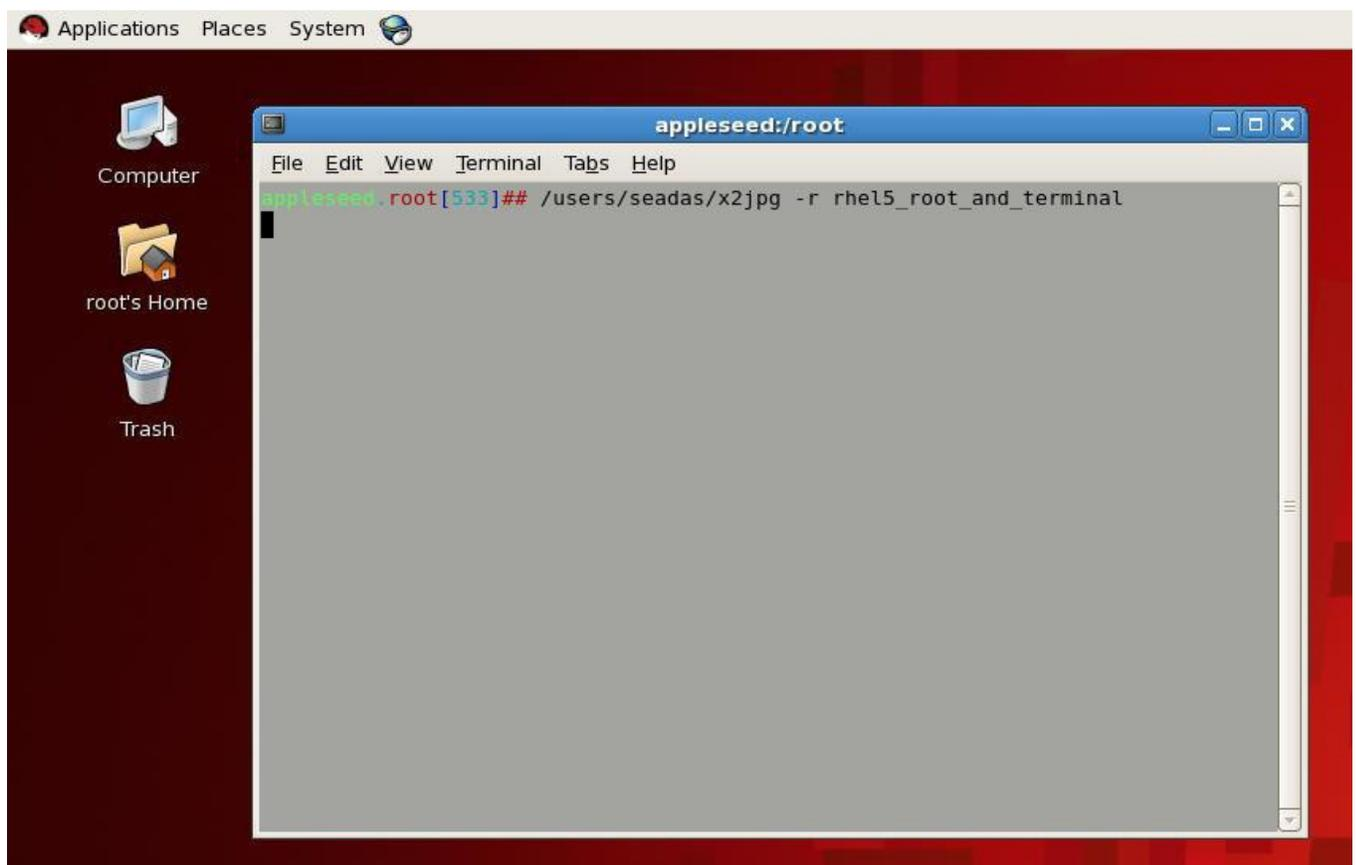 Applications Places System
Computer
root's Home
Trash
appleseed:/root
File Edit View Terminal Tabs Help
appleseed.root[533]## /users/seadas/x2jpg -r rhel5_root_and_terminal